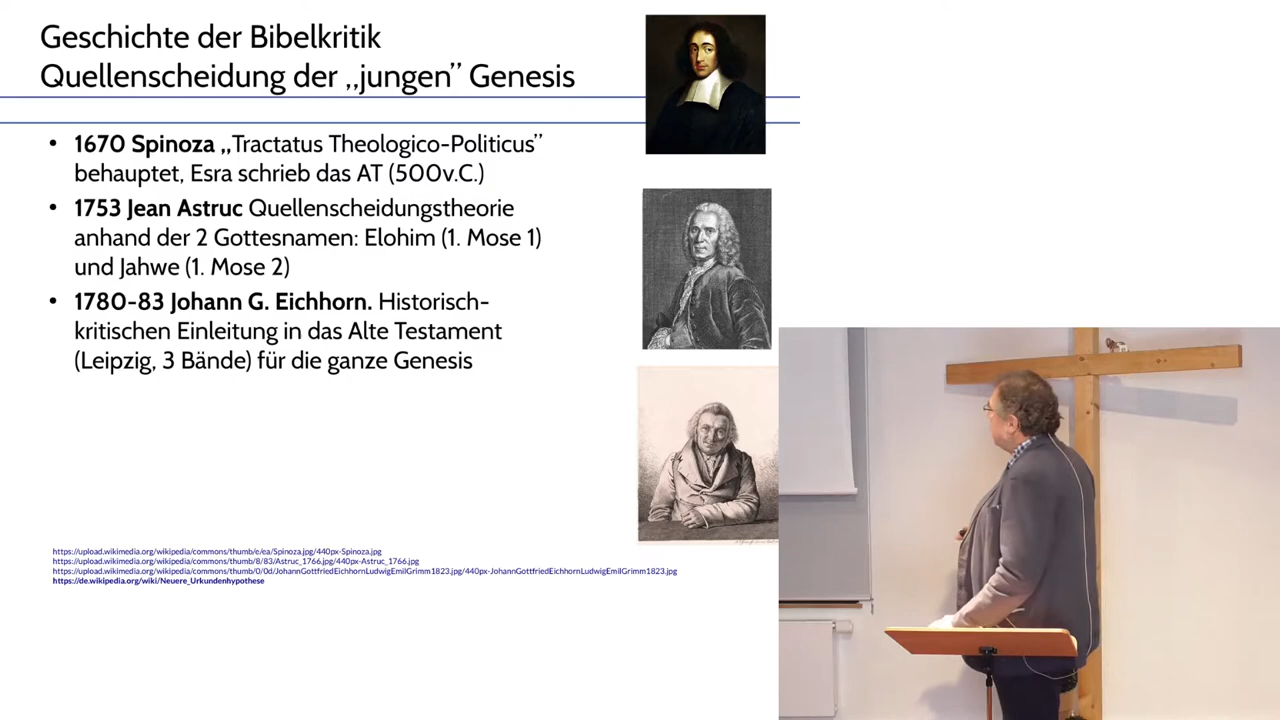 Geschichte der Bibelkritik
Quellenscheidung der ,,jungen” Genesis
• 1670 Spinoza „Tractatus Theologico-Politicus”
behauptet, Esra schrieb das AT (500v.C.)
• 1753 Jean Astruc Quellenscheidungstheorie
anhand der 2 Gottesnamen: Elohim (1. Mose 1)
und Jahwe (1. Mose 2)
• 1780-83 Johann G. Eichhorn. Historisch-
kritischen Einleitung in das Alte Testament
(Leipzig, 3 Bände) für die ganze Genesis
https://upload.wikimedia.org/wikipedia/commons/thumb/e/ea/Spinoza.jpg/440px-Spinoza.jpg
https://upload.wikimedia.org/wikipedia/commons/thumb/8/83/Astruc_1766.jpg/440px-Astruc_1766.jpg
https://upload.wikimedia.org/wikipedia/commons/thumb/0/0d/JohannGottfriedEichhornLudwigEmilGrimm1823.jpg/440px-JohannGottfriedEichhornLudwigEmilGrimm1823.jpg
https://de.wikipedia.org/wiki/Neuere_Urkundenhypothese